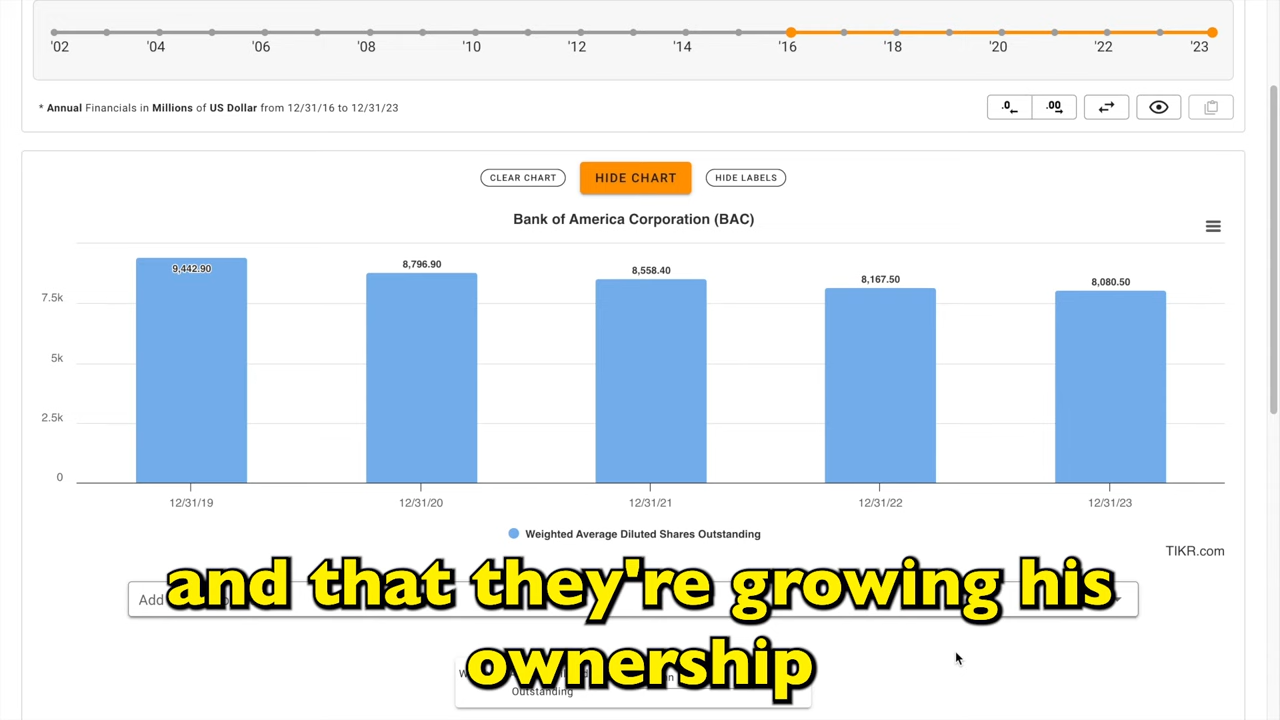 '02 '04 '06 '08 '10 '12 '14 '16 '18 '20 '22 '23
* Annual Financials in Millions of US Dollar from 12/31/16 to 12/31/23
.0 .00
CLEAR CHART HIDE CHART HIDE LABELS
Bank of America Corporation (BAC)
9,442.90 8,796.90 8,558.40 8,167.50 8,080.50
7.5k
5k
2.5k
0
12/31/19 12/31/20 12/31/21 12/31/22 12/31/23
Weighted Average Diluted Shares Outstanding
TIKR.com
Add
and that they're growing his
ownership
Outstanding